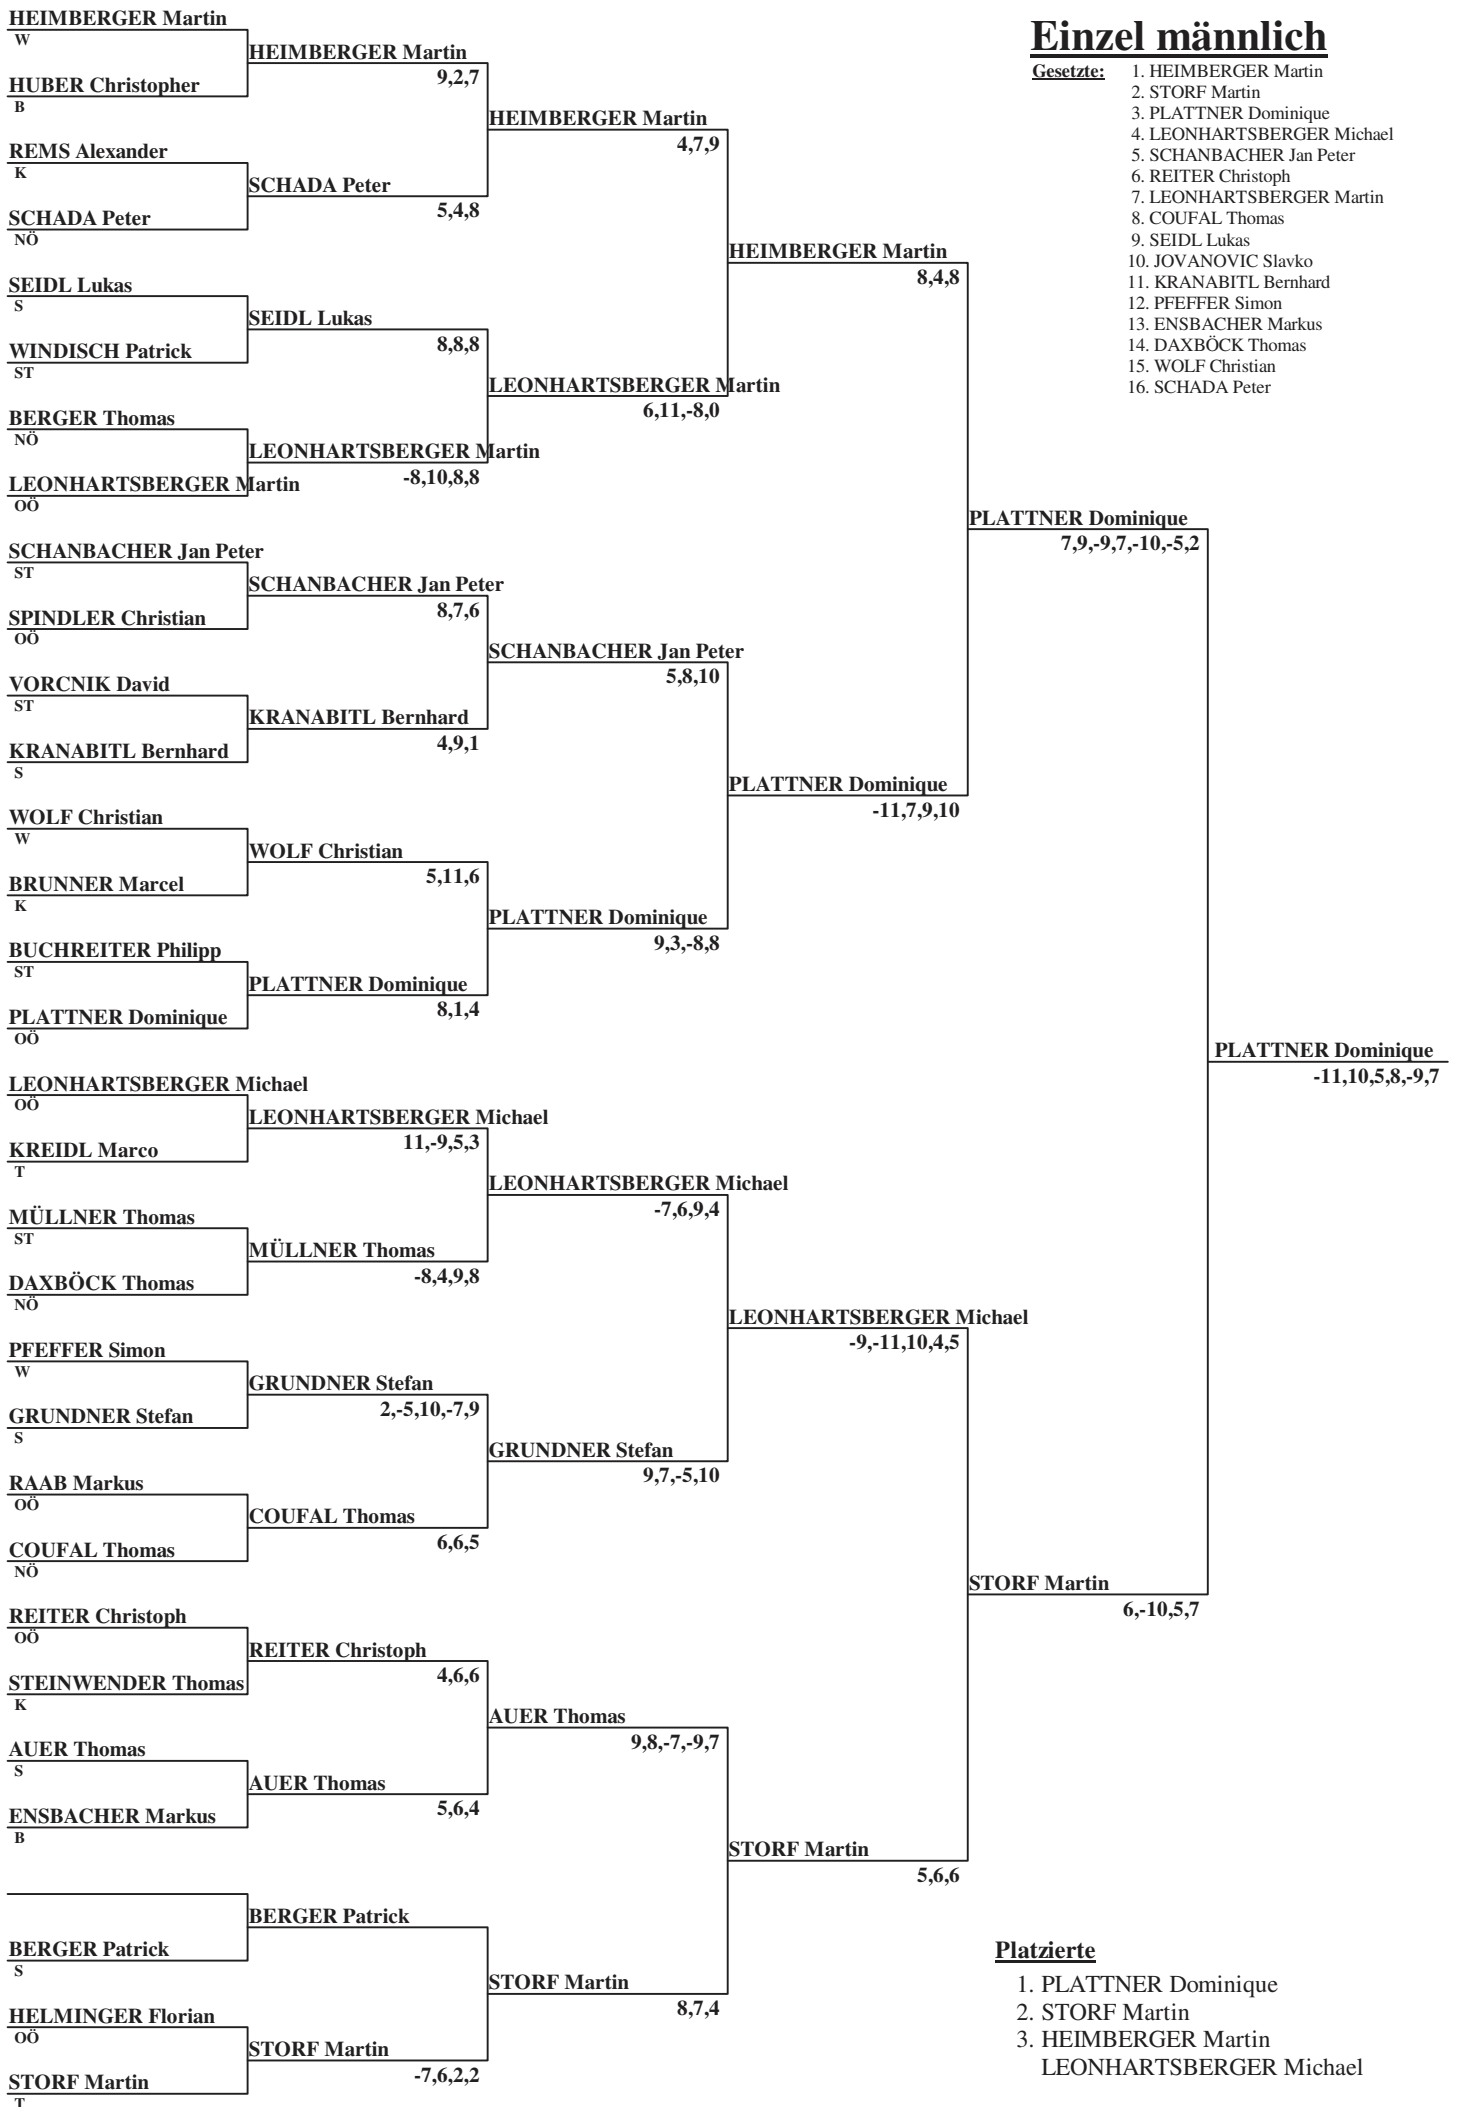 Einzel männlich
Gesetzte:
1. HEIMBERGER Martin
2. STORF Martin
3. PLATTNER Dominique
4. LEONHARTSBERGER Michael
5. SCHANBACHER Jan Peter
6. REITER Christoph
7. LEONHARTSBERGER Martin
8. COUFAL Thomas
9. SEIDL Lukas
10. JOVANOVIC Slavko
11. KRANABITL Bernhard
12. PFEFFER Simon
13. ENSBACHER Markus
14. DAXBÖCK Thomas
15. WOLF Christian
16. SCHADA Peter
HEIMBERGER Martin
W
HUBER Christopher
B
REMS Alexander
K
SCHADA Peter
NÖ
SEIDL Lukas
S
WINDISCH Patrick
ST
BERGER Thomas
NÖ
LEONHARTSBERGER Martin
OÖ
SCHANBACHER Jan Peter
ST
SPINDLER Christian
OÖ
VORCNIK David
ST
KRANABITL Bernhard
S
WOLF Christian
W
BRUNNER Marcel
K
BUCHREITER Philipp
ST
PLATTNER Dominique
OÖ
LEONHARTSBERGER Michael
OÖ
KREIDL Marco
T
MÜLLNER Thomas
ST
DAXBÖCK Thomas
NÖ
PFEFFER Simon
W
GRUNDNER Stefan
S
RAAB Markus
OÖ
COUFAL Thomas
NÖ
REITER Christoph
OÖ
STEINWENDER Thomas
K
AUER Thomas
S
ENSBACHER Markus
B
BERGER Patrick
S
HELMINGER Florian
OÖ
STORF Martin
T
HEIMBERGER Martin
9,2,7
SCHADA Peter
5,4,8
SEIDL Lukas
8,8,8
LEONHARTSBERGER Martin
-8,10,8,8
SCHANBACHER Jan Peter
8,7,6
KRANABITL Bernhard
4,9,1
WOLF Christian
5,11,6
PLATTNER Dominique
8,1,4
LEONHARTSBERGER Michael
11,-9,5,3
MÜLLNER Thomas
-8,4,9,8
GRUNDNER Stefan
2,-5,10,-7,9
COUFAL Thomas
6,6,5
REITER Christoph
4,6,6
AUER Thomas
5,6,4
BERGER Patrick
STORF Martin
-7,6,2,2
HEIMBERGER Martin
4,7,9
LEONHARTSBERGER Martin
6,11,-8,0
SCHANBACHER Jan Peter
5,8,10
PLATTNER Dominique
9,3,-8,8
LEONHARTSBERGER Michael
-7,6,9,4
GRUNDNER Stefan
9,7,-5,10
AUER Thomas
9,8,-7,-9,7
STORF Martin
8,7,4
HEIMBERGER Martin
8,4,8
PLATTNER Dominique
-11,7,9,10
LEONHARTSBERGER Michael
-9,-11,10,4,5
STORF Martin
5,6,6
PLATTNER Dominique
7,9,-9,7,-10,-5,2
STORF Martin
6,-10,5,7
PLATTNER Dominique
-11,10,5,8,-9,7
Platzierte
1. PLATTNER Dominique
2. STORF Martin
3. HEIMBERGER Martin
LEONHARTSBERGER Michael